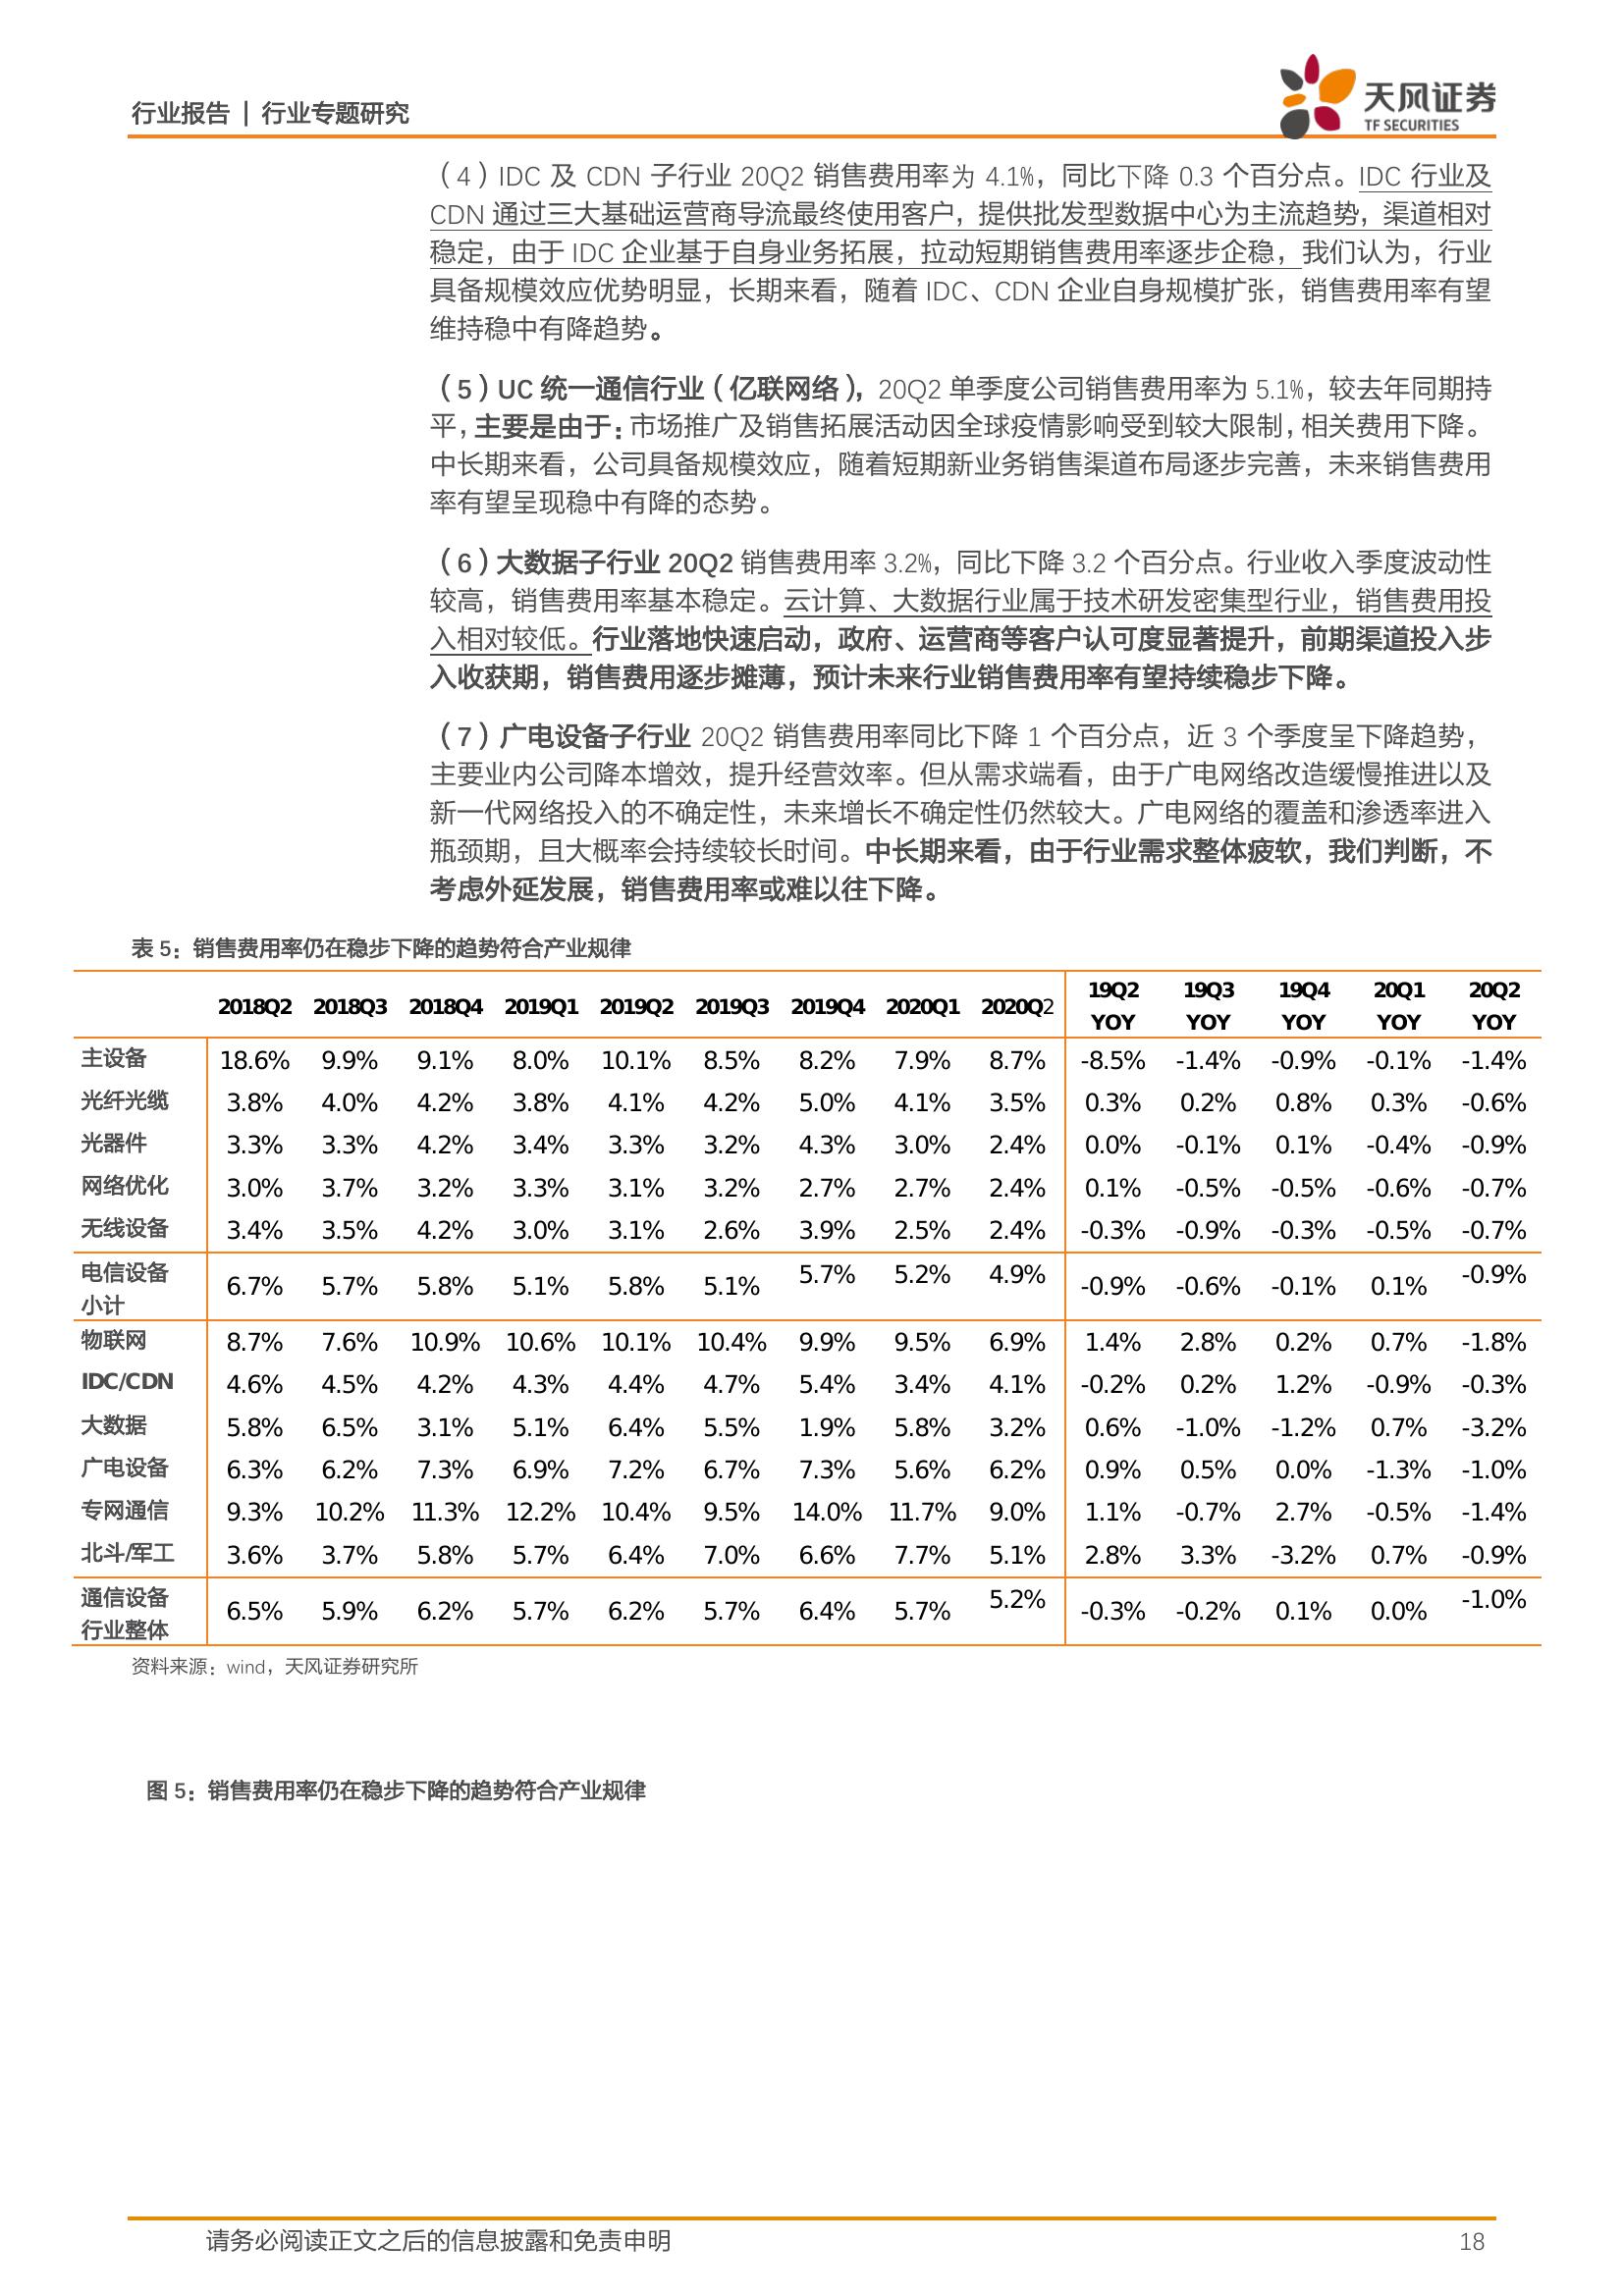 行业报告 | 行业专题研究
天风证券
TF SECURITIES
（4）IDC 及 CDN 子行业 20Q2 销售费用率为 4.1%，同比下降 0.3 个百分点。IDC 行业及
CDN 通过三大基础运营商导流最终使用客户，提供批发型数据中心为主流趋势，渠道相对
稳定，由于 IDC 企业基于自身业务拓展，拉动短期销售费用率逐步企稳，我们认为，行业
具备规模效应优势明显，长期来看，随着 IDC、CDN 企业自身规模扩张，销售费用率有望
维持稳中有降趋势。
（5）UC 统一通信行业（亿联网络），20Q2 单季度公司销售费用率为 5.1%，较去年同期持
平，主要是由于：市场推广及销售拓展活动因全球疫情影响受到较大限制，相关费用下降。
中长期来看，公司具备规模效应，随着短期新业务销售渠道布局逐步完善，未来销售费用
率有望呈现稳中有降的态势。
（6）大数据子行业 20Q2 销售费用率 3.2%，同比下降 3.2 个百分点。行业收入季度波动性
较高，销售费用率基本稳定。云计算、大数据行业属于技术研发密集型行业，销售费用投
入相对较低。行业落地快速启动，政府、运营商等客户认可度显著提升，前期渠道投入步
入收获期，销售费用逐步摊薄，预计未来行业销售费用率有望持续稳步下降。
（7）广电设备子行业 20Q2 销售费用率同比下降 1 个百分点，近 3 个季度呈下降趋势，
主要业内公司降本增效，提升经营效率。但从需求端看，由于广电网络改造缓慢推进以及
新一代网络投入的不确定性，未来增长不确定性仍然较大。广电网络的覆盖和渗透率进入
瓶颈期，且大概率会持续较长时间。中长期来看，由于行业需求整体疲软，我们判断，不
考虑外延发展，销售费用率或难以往下降。
表 5：销售费用率仍在稳步下降的趋势符合产业规律
2018Q2 2018Q3 2018Q4 2019Q1 2019Q2 2019Q3 2019Q4 2020Q1 2020Q2 19Q2 YOY 19Q3 YOY 19Q4 YOY 20Q1 YOY 20Q2 YOY
主设备 18.6% 9.9% 9.1% 8.0% 10.1% 8.5% 8.2% 7.9% 8.7% -8.5% -1.4% -0.9% -0.1% -1.4%
光纤光缆 3.8% 4.0% 4.2% 3.8% 4.1% 4.2% 5.0% 4.1% 3.5% 0.3% 0.2% 0.8% 0.3% -0.6%
光器件 3.3% 3.3% 4.2% 3.4% 3.3% 3.2% 4.3% 3.0% 2.4% 0.0% -0.1% 0.1% -0.4% -0.9%
网络优化 3.0% 3.7% 3.2% 3.3% 3.1% 3.2% 2.7% 2.7% 2.4% 0.1% -0.5% -0.5% -0.6% -0.7%
无线设备 3.4% 3.5% 4.2% 3.0% 3.1% 2.6% 3.9% 2.5% 2.4% -0.3% -0.9% -0.3% -0.5% -0.7%
电信设备小计 6.7% 5.7% 5.8% 5.1% 5.8% 5.1% 5.7% 5.2% 4.9% -0.9% -0.6% -0.1% 0.1% -0.9%
物联网 8.7% 7.6% 10.9% 10.6% 10.1% 10.4% 9.9% 9.5% 6.9% 1.4% 2.8% 0.2% 0.7% -1.8%
IDC/CDN 4.6% 4.5% 4.2% 4.3% 4.4% 4.7% 5.4% 3.4% 4.1% -0.2% 0.2% 1.2% -0.9% -0.3%
大数据 5.8% 6.5% 3.1% 5.1% 6.4% 5.5% 1.9% 5.8% 3.2% 0.6% -1.0% -1.2% 0.7% -3.2%
广电设备 6.3% 6.2% 7.3% 6.9% 7.2% 6.7% 7.3% 5.6% 6.2% 0.9% 0.5% 0.0% -1.3% -1.0%
专网通信 9.3% 10.2% 11.3% 12.2% 10.4% 9.5% 14.0% 11.7% 9.0% 1.1% -0.7% 2.7% -0.5% -1.4%
北斗/军工 3.6% 3.7% 5.8% 5.7% 6.4% 7.0% 6.6% 7.7% 5.1% 2.8% 3.3% -3.2% 0.7% -0.9%
通信设备行业整体 6.5% 5.9% 6.2% 5.7% 6.2% 5.7% 6.4% 5.7% 5.2% -0.3% -0.2% 0.1% 0.0% -1.0%
资料来源：wind，天风证券研究所
图 5：销售费用率仍在稳步下降的趋势符合产业规律
请务必阅读正文之后的信息披露和免责申明 18